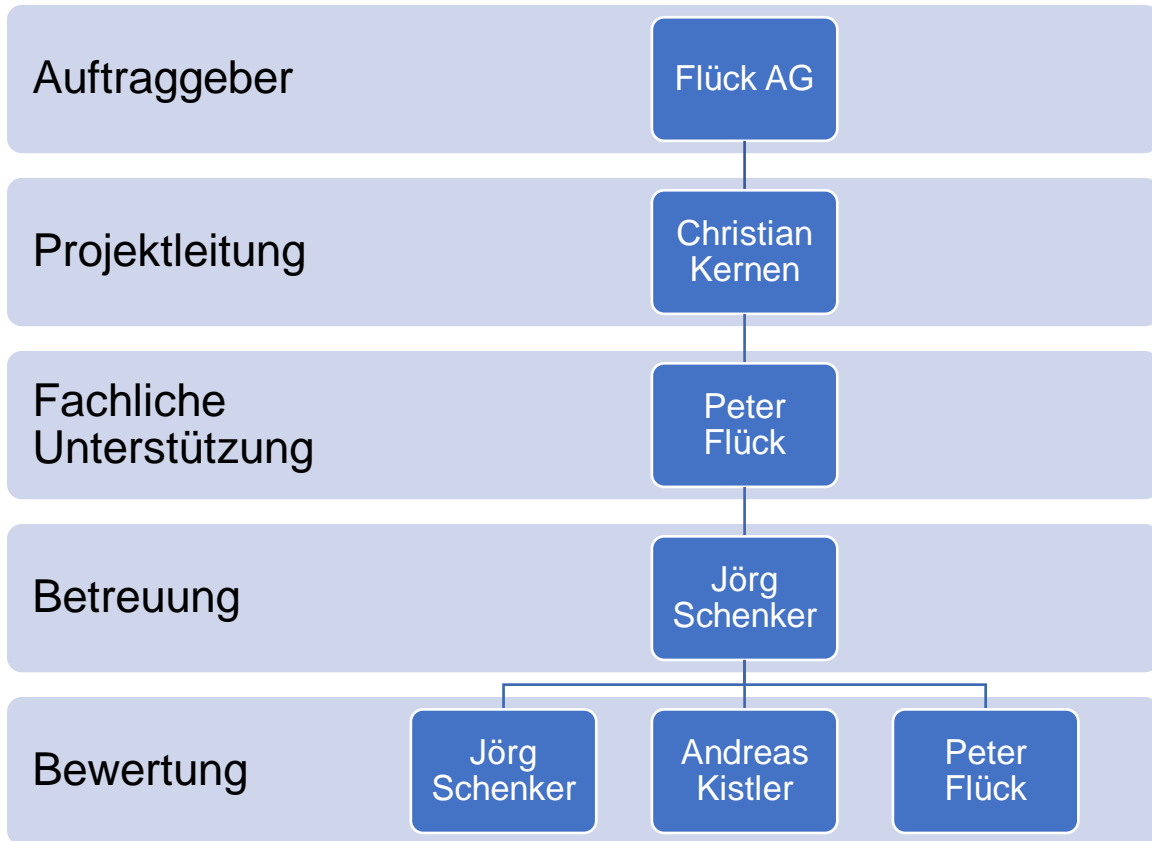 Auftraggeber
Flück AG
Projektleitung
Christian
Kernen
Fachliche
Unterstützung
Peter
Flück
Betreuung
Jörg
Schenker
Bewertung
Jörg
Schenker
Andreas
Kistler
Peter
Flück